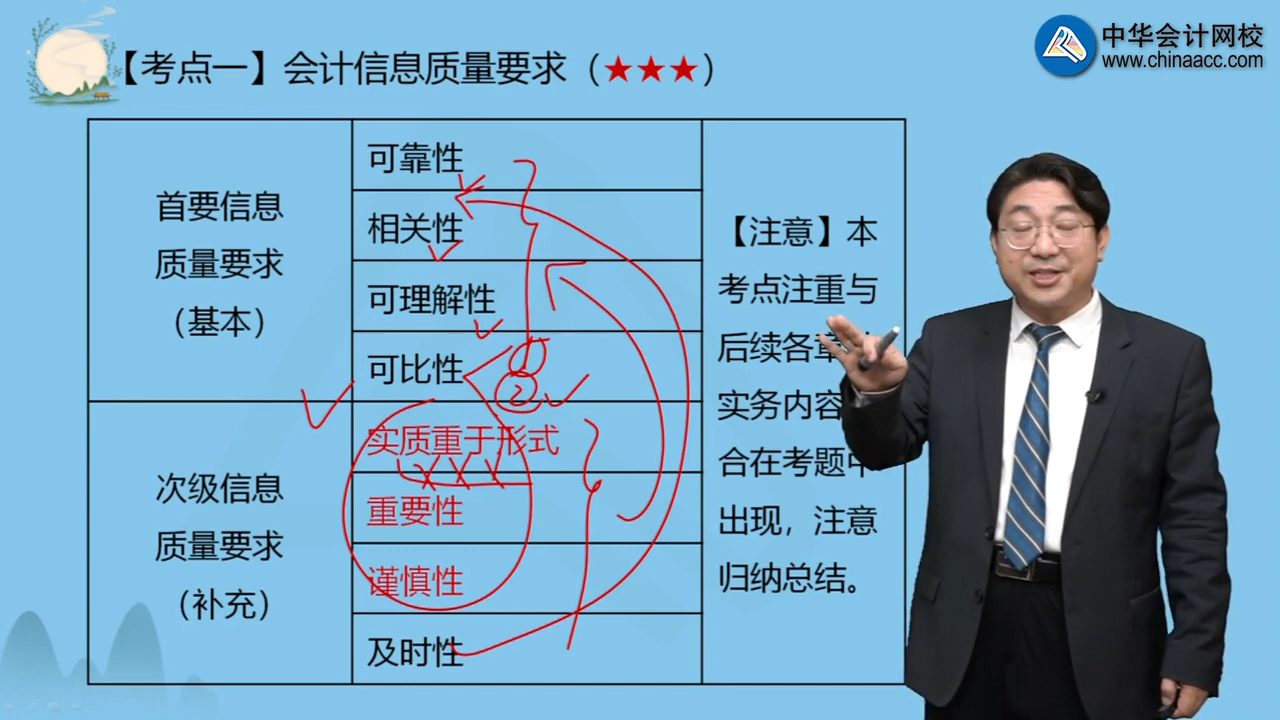 中华会计网校
www.chinaacc.com
【考点一】会计信息质量要求（★★★）
首要信息
质量要求
（基本）
可靠性
相关性
可理解性
可比性
②
次级信息
质量要求
（补充）
实质重于形式
重要性
谨慎性
及时性
【注意】本
考点注重与
后续各章
实务内容
合在考题中
出现，注意
归纳总结。